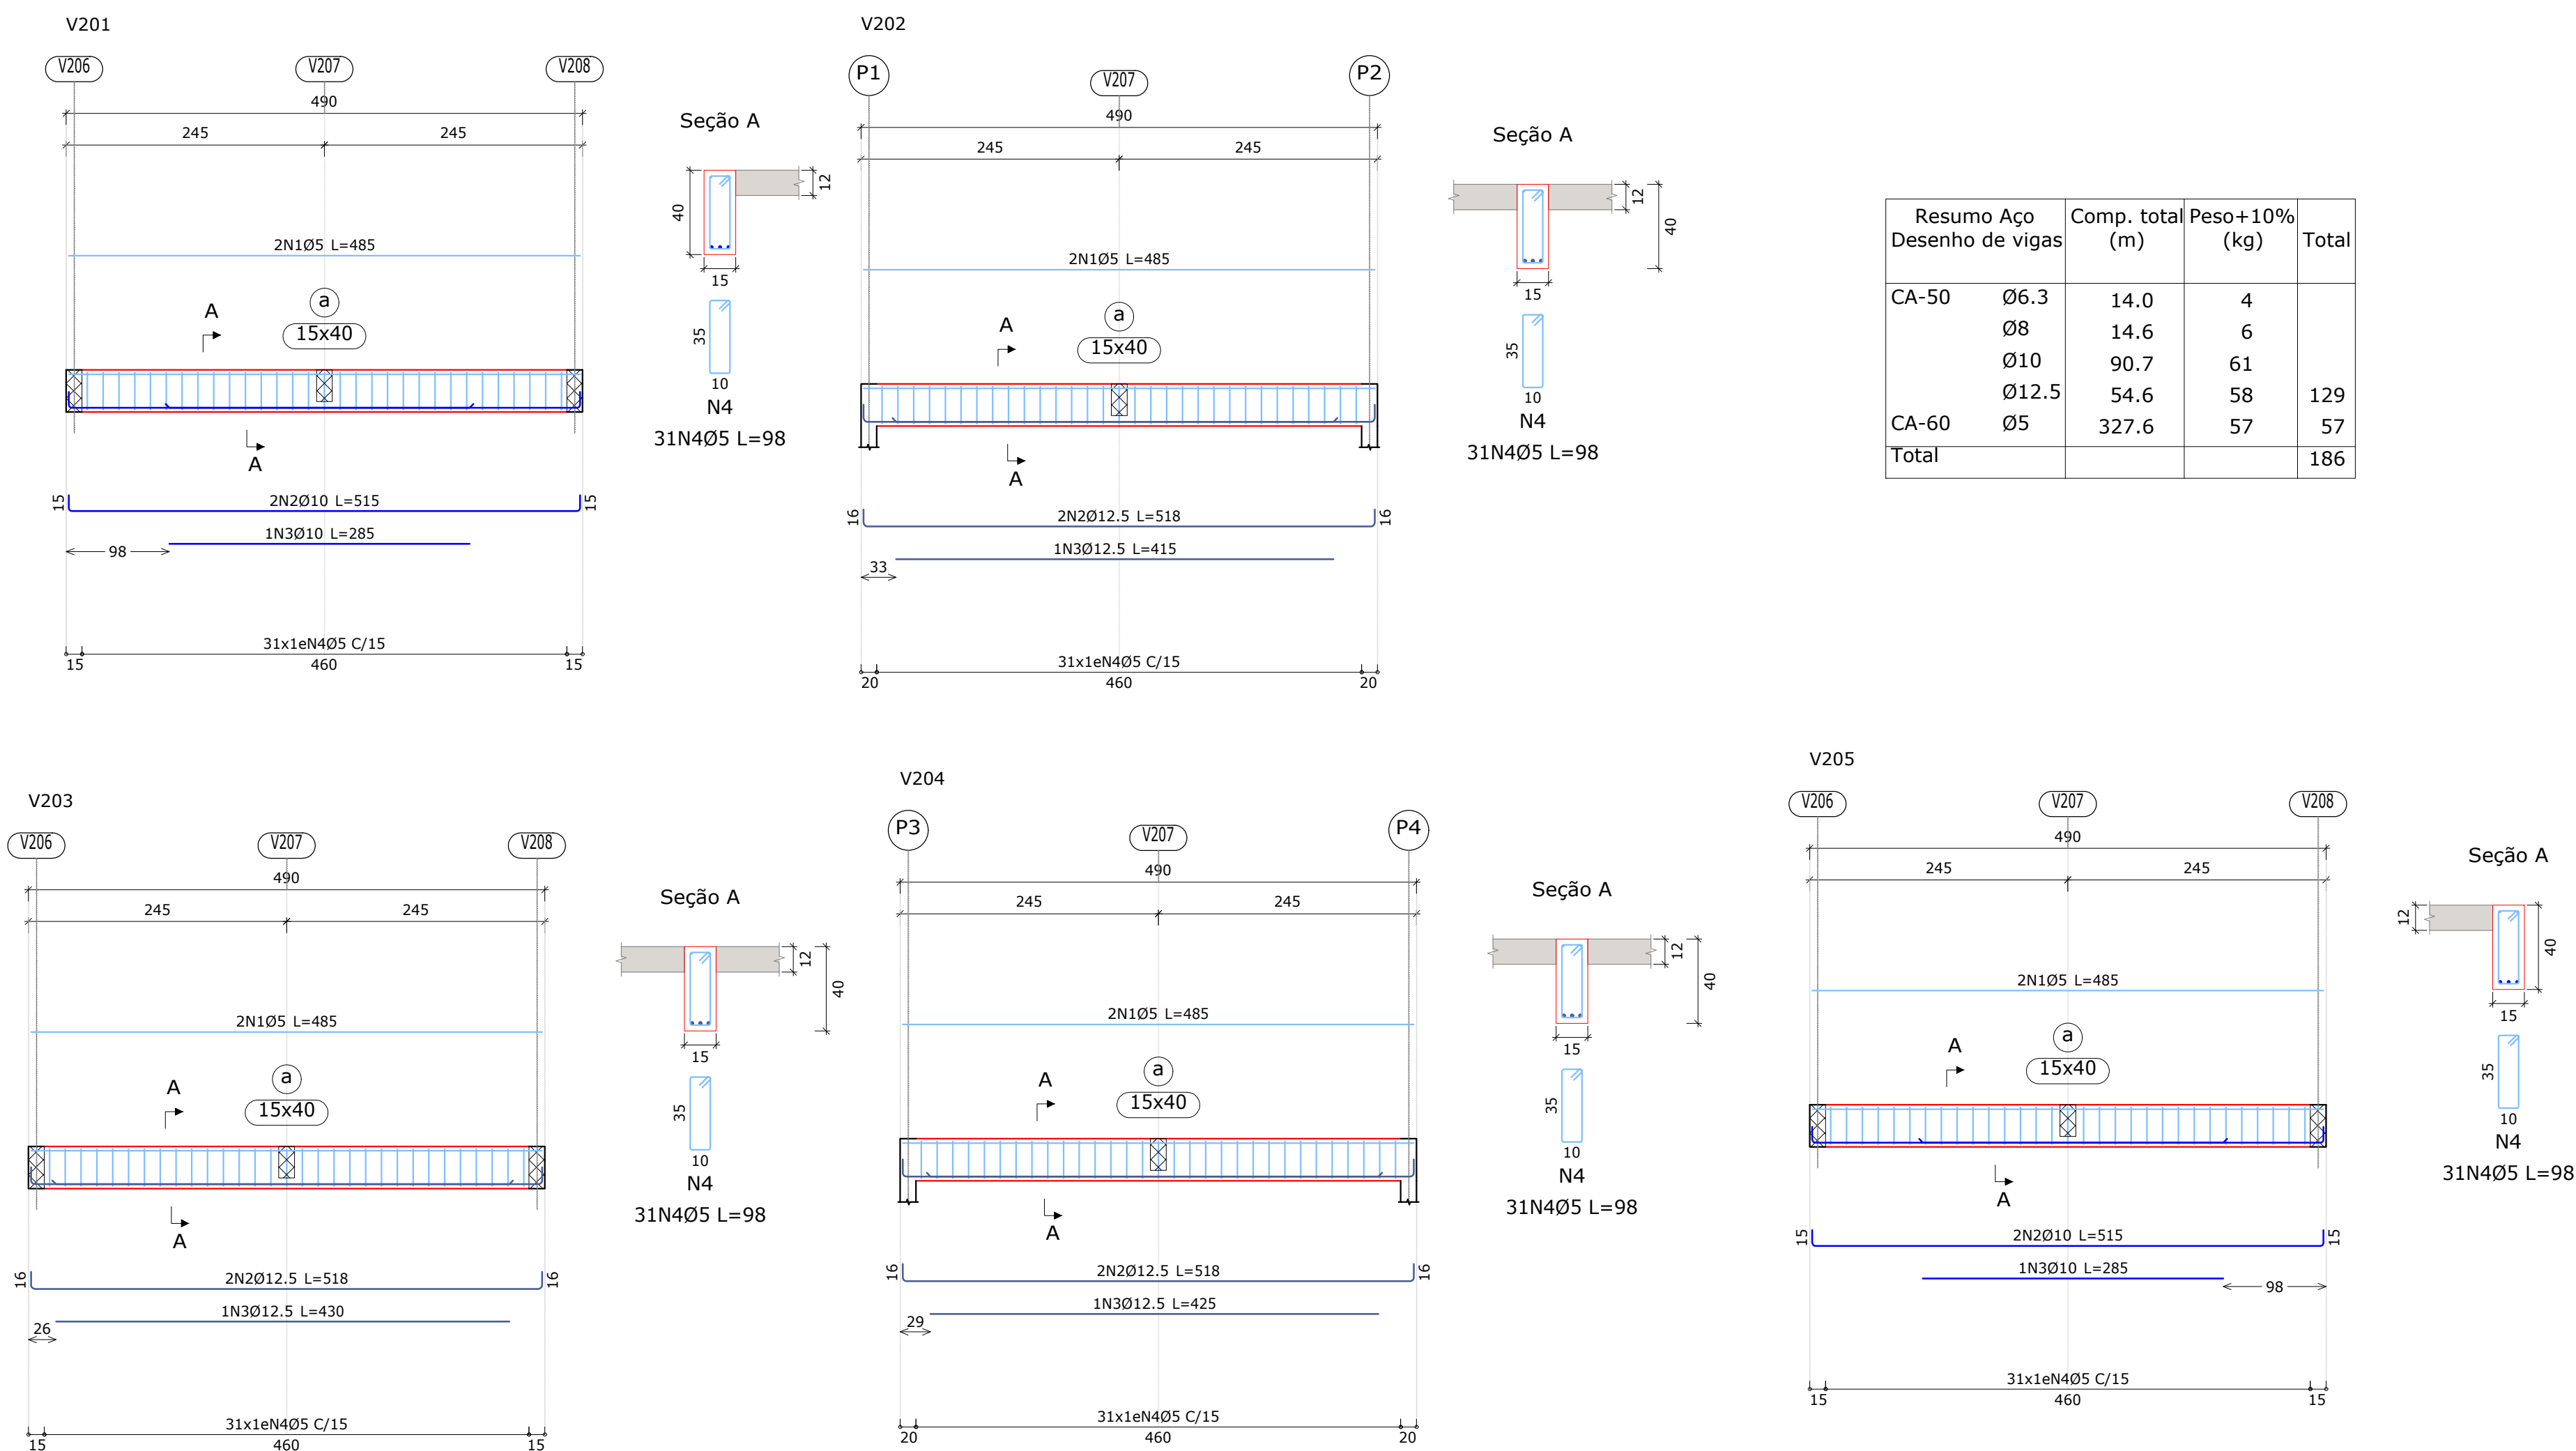 V201
V206 V207 V208
490
245 245
2N1Ø5 L=485
A
a
15x40
A
15 2N2Ø10 L=515 15
1N3Ø10 L=285
98
31x1eN4Ø5 C/15
15 460 15
Seção A
12
40
15
35
10
N4
31N4Ø5 L=98
V202
P1 V207 P2
490
245 245
2N1Ø5 L=485
A
a
15x40
A
16 2N2Ø12.5 L=518 16
1N3Ø12.5 L=415
33
31x1eN4Ø5 C/15
20 460 20
Seção A
12
40
15
35
10
N4
31N4Ø5 L=98
Resumo Aço Comp. total Peso+10%
Desenho de vigas (m) (kg) Total
CA-50 Ø6.3 14.0 4
Ø8 14.6 6
Ø10 90.7 61
Ø12.5 54.6 58 129
CA-60 Ø5 327.6 57 57
Total 186
V203
V206 V207 V208
490
245 245
2N1Ø5 L=485
A
a
15x40
A
16 2N2Ø12.5 L=518 16
1N3Ø12.5 L=430
26
31x1eN4Ø5 C/15
15 460 15
Seção A
12
40
15
35
10
N4
31N4Ø5 L=98
V204
P3 V207 P4
490
245 245
2N1Ø5 L=485
A
a
15x40
A
16 2N2Ø12.5 L=518 16
1N3Ø12.5 L=425
29
31x1eN4Ø5 C/15
20 460 20
Seção A
12
40
15
35
10
N4
31N4Ø5 L=98
V205
V206 V207 V208
490
245 245
2N1Ø5 L=485
A
a
15x40
A
15 2N2Ø10 L=515 15
1N3Ø10 L=285
98
31x1eN4Ø5 C/15
15 460 15
Seção A
12
40
15
35
10
N4
31N4Ø5 L=98